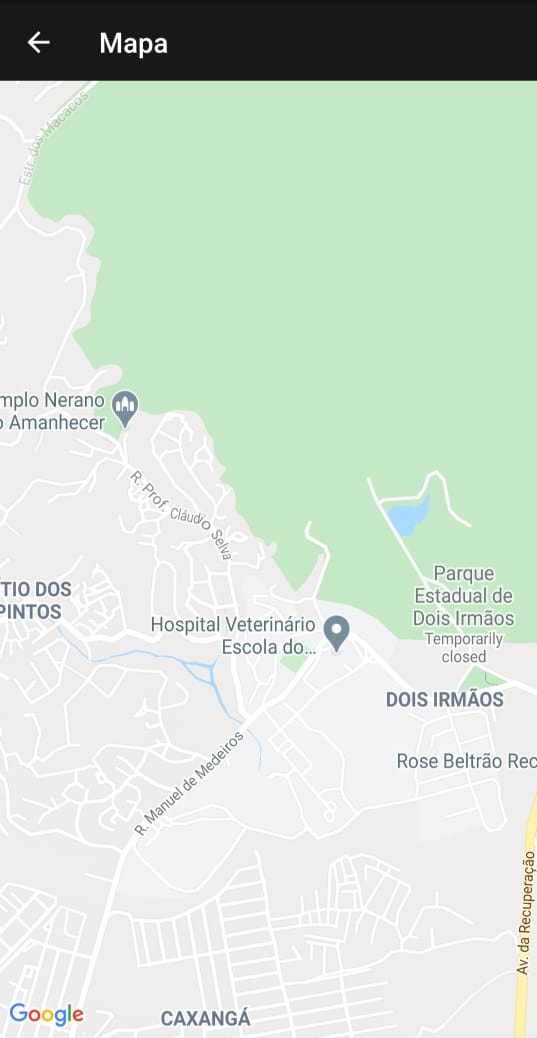 Mapa
Estr. dos Macacos
mplo Nerano
o Amanhecer
R. Prof. Cláudio Selva
TIO DOS
PINTOS
Hospital Veterinário
Escola do...
Parque
Estadual de
Dois Irmãos
Temporarily
closed
DOIS IRMÃOS
Rose Beltrão Rec
R. Manuel de Medeiros
Av. da Recuperação
Google
CAXANGÁ